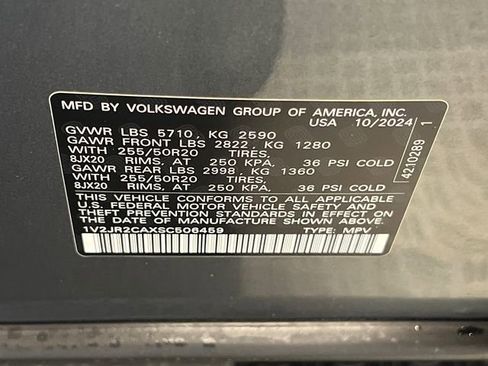 MFD BY VOLKSWAGEN GROUP OF AMERICA, INC.
USA 10/2024
GVWR LBS 5710, KG 2590
GAWR FRONT LBS 2822, KG 1280
WITH 255/50R20 TIRES,
8JX20 RIMS, AT 250 KPA, 36 PSI COLD
GAWR REAR LBS 2998, KG 1360
WITH 255/50R20 TIRES,
8JX20 RIMS, AT 250 KPA, 36 PSI COLD
THIS VEHICLE CONFORMS TO ALL APPLICABLE
U.S. FEDERAL MOTOR VEHICLE SAFETY AND
THEFT PREVENTION STANDARDS IN EFFECT ON
THE DATE OF MANUFACTURE SHOWN ABOVE.
1V2JR2CAXSC506459 TYPE: MPV
42J10289 1